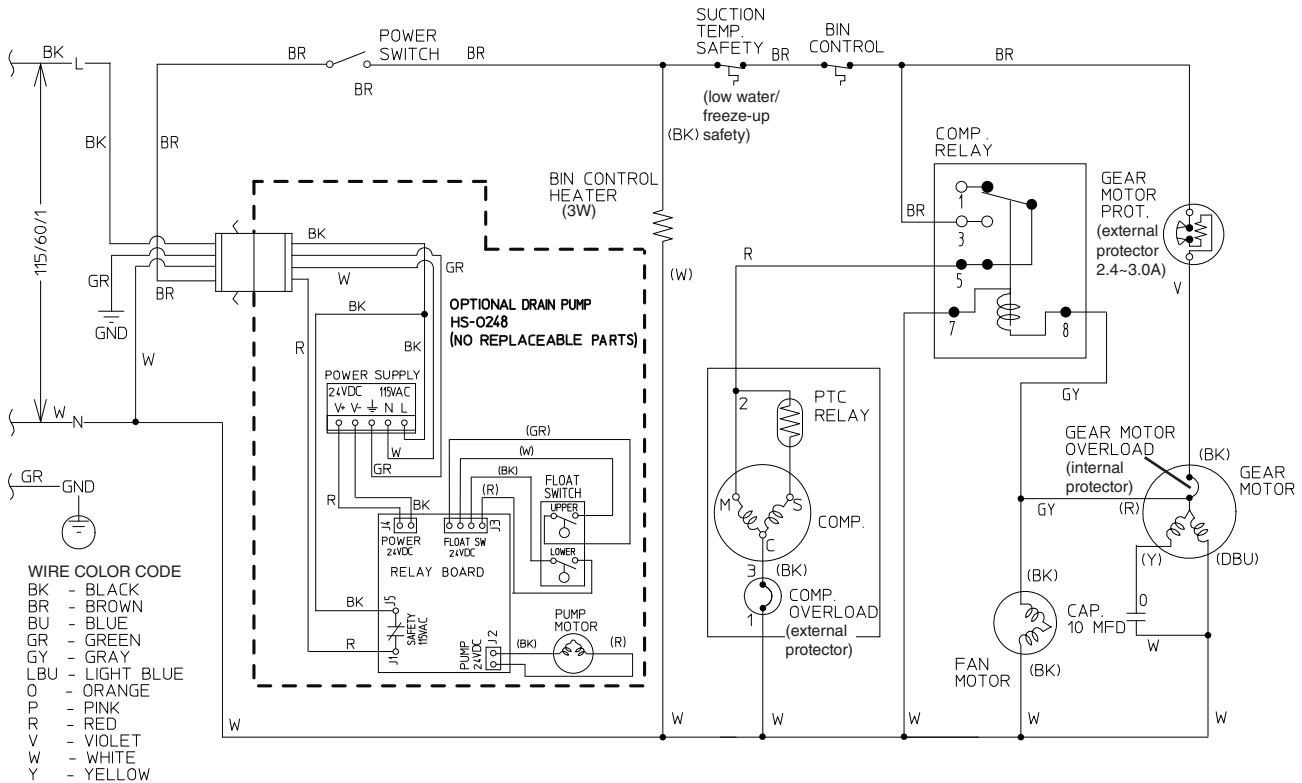 SUCTION
TEMP.
SAFETY
(low water/
freeze-up
safety)
BIN
CONTROL
POWER
SWITCH
BK
L
BR
BR
BR
BR
BR
BK
BR
(BK)
COMP.
RELAY
1
3
5
7
8
BR
GEAR
MOTOR
PROT.
(external
protector
2.4~3.0A)
V
115/60/1
BIN CONTROL
HEATER
(3W)
(W)
R
GR
GND
BR
W
BK
GR
W
R
BK
BK
OPTIONAL DRAIN PUMP
HS-0248
(NO REPLACEABLE PARTS)
POWER SUPPLY
24VDC 115VAC
V+ V- N L
W
GR
R
BK
(GR)
(W)
(BK)
(R)
FLOAT
SWITCH
UPPER
LOWER
J4
POWER
24VDC
J3
FLOAT SW
24VDC
RELAY BOARD
BK
J5
SAFETY
115VAC
J1
R
PUMP
24VDC
J2
(BK)
PUMP
MOTOR
(R)
W
N
GR
GND
2
PTC
RELAY
M
S
C
COMP.
3
(BK)
COMP.
OVERLOAD
(external
protector)
1
GY
GEAR MOTOR
OVERLOAD
(internal
protector)
(BK)
GEAR
MOTOR
GY
(R)
(Y)
(DBU)
(BK)
O
CAP.
10 MFD
W
FAN
MOTOR
(BK)
W
W
W
W
W
W
WIRE COLOR CODE
BK - BLACK
BR - BROWN
BU - BLUE
GR - GREEN
GY - GRAY
LBU - LIGHT BLUE
O - ORANGE
P - PINK
R - RED
V - VIOLET
W - WHITE
Y - YELLOW